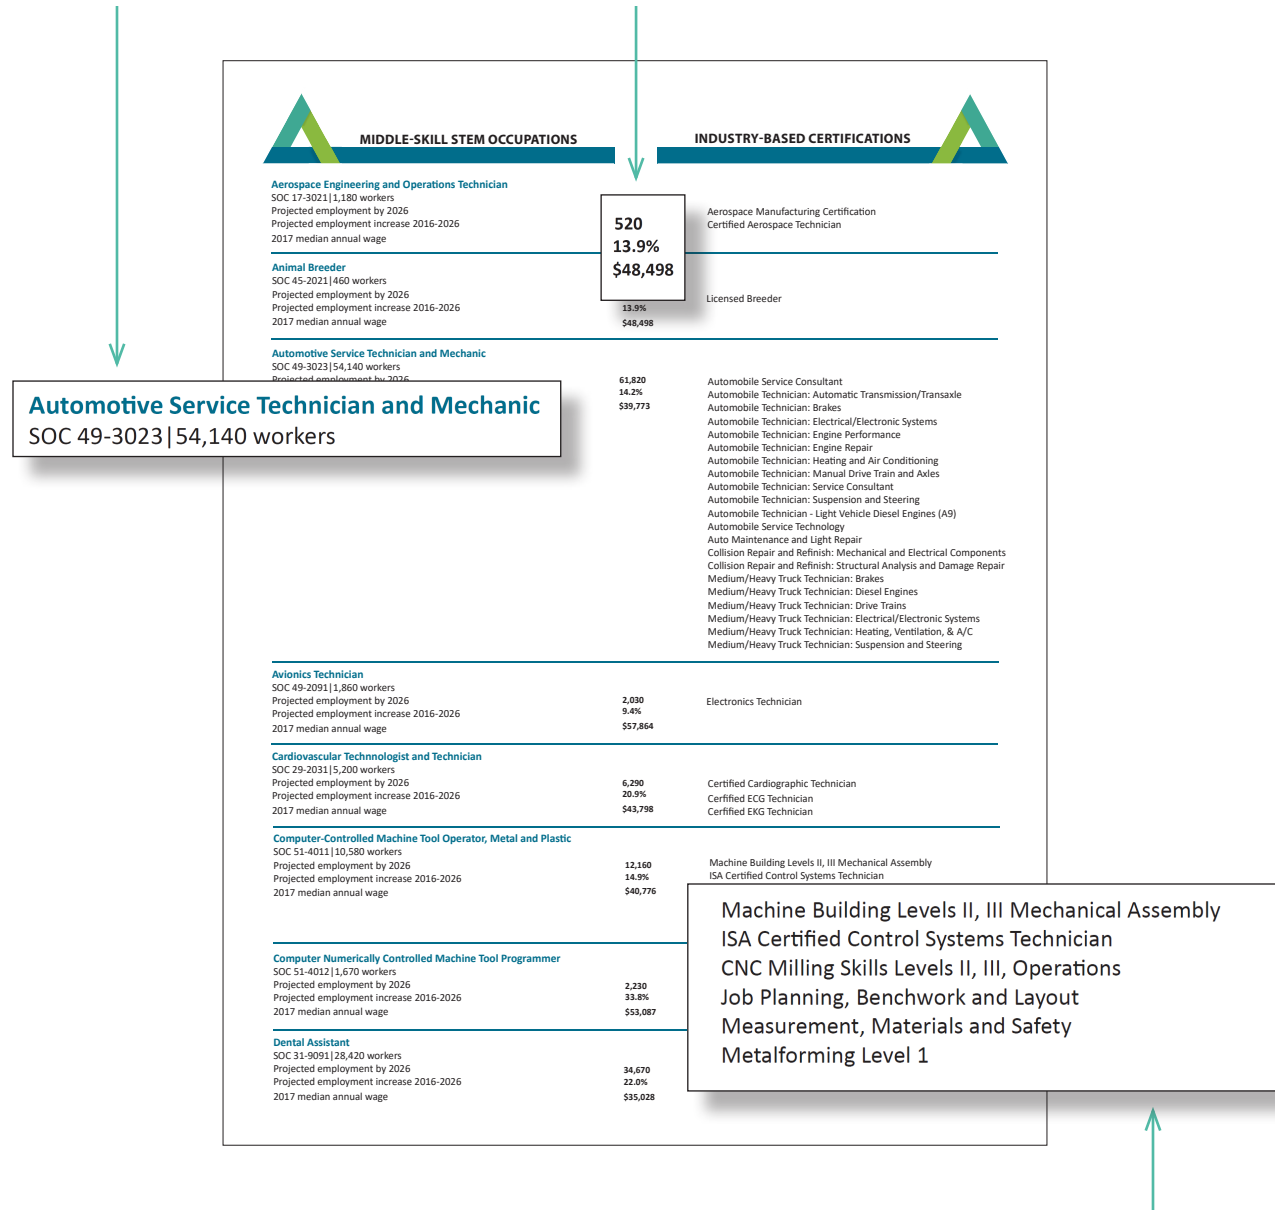 MIDDLE-SKILL STEM OCCUPATIONS
INDUSTRY-BASED CERTIFICATIONS
Aerospace Engineering and Operations Technician
SOC 17-3021|1,180 workers
Projected employment by 2026
Projected employment increase 2016-2026
2017 median annual wage
Aerospace Manufacturing Certification
Certified Aerospace Technician
520
13.9%
$48,498
Animal Breeder
SOC 45-2021|460 workers
Projected employment by 2026
Projected employment increase 2016-2026
13.9%
2017 median annual wage
$48,498
Licensed Breeder
Automotive Service Technician and Mechanic
SOC 49-3023|54,140 workers
Projected employment by 2026
61,820
14.2%
$39,773
Automotive Service Technician and Mechanic
SOC 49-3023|54,140 workers
Automobile Service Consultant
Automobile Technician: Automatic Transmission/Transaxle
Automobile Technician: Brakes
Automobile Technician: Electrical/Electronic Systems
Automobile Technician: Engine Performance
Automobile Technician: Engine Repair
Automobile Technician: Heating and Air Conditioning
Automobile Technician: Manual Drive Train and Axles
Automobile Technician: Service Consultant
Automobile Technician: Suspension and Steering
Automobile Technician - Light Vehicle Diesel Engines (A9)
Automobile Service Technology
Auto Maintenance and Light Repair
Collision Repair and Refinish: Mechanical and Electrical Components
Collision Repair and Refinish: Structural Analysis and Damage Repair
Medium/Heavy Truck Technician: Brakes
Medium/Heavy Truck Technician: Diesel Engines
Medium/Heavy Truck Technician: Drive Trains
Medium/Heavy Truck Technician: Electrical/Electronic Systems
Medium/Heavy Truck Technician: Heating, Ventilation, & A/C
Medium/Heavy Truck Technician: Suspension and Steering
Avionics Technician
SOC 49-2091|1,860 workers
Projected employment by 2026 2,030
Projected employment increase 2016-2026 9.4%
2017 median annual wage $57,864
Electronics Technician
Cardiovascular Technnologist and Technician
SOC 29-2031|5,200 workers
Projected employment by 2026 6,290
Projected employment increase 2016-2026 20.9%
2017 median annual wage $43,798
Certified Cardiographic Technician
Cerfified ECG Technician
Cerfified EKG Technician
Computer-Controlled Machine Tool Operator, Metal and Plastic
SOC 51-4011|10,580 workers
Projected employment by 2026 12,160
Projected employment increase 2016-2026 14.9%
2017 median annual wage $40,776
Machine Building Levels II, III Mechanical Assembly
ISA Certified Control Systems Technician
Machine Building Levels II, III Mechanical Assembly
ISA Certified Control Systems Technician
CNC Milling Skills Levels II, III, Operations
Job Planning, Benchwork and Layout
Measurement, Materials and Safety
Metalforming Level 1
Computer Numerically Controlled Machine Tool Programmer
SOC 51-4012|1,670 workers
Projected employment by 2026 2,230
Projected employment increase 2016-2026 33.8%
2017 median annual wage $53,087
Dental Assistant
SOC 31-9091|28,420 workers
Projected employment by 2026 34,670
Projected employment increase 2016-2026 22.0%
2017 median annual wage $35,028